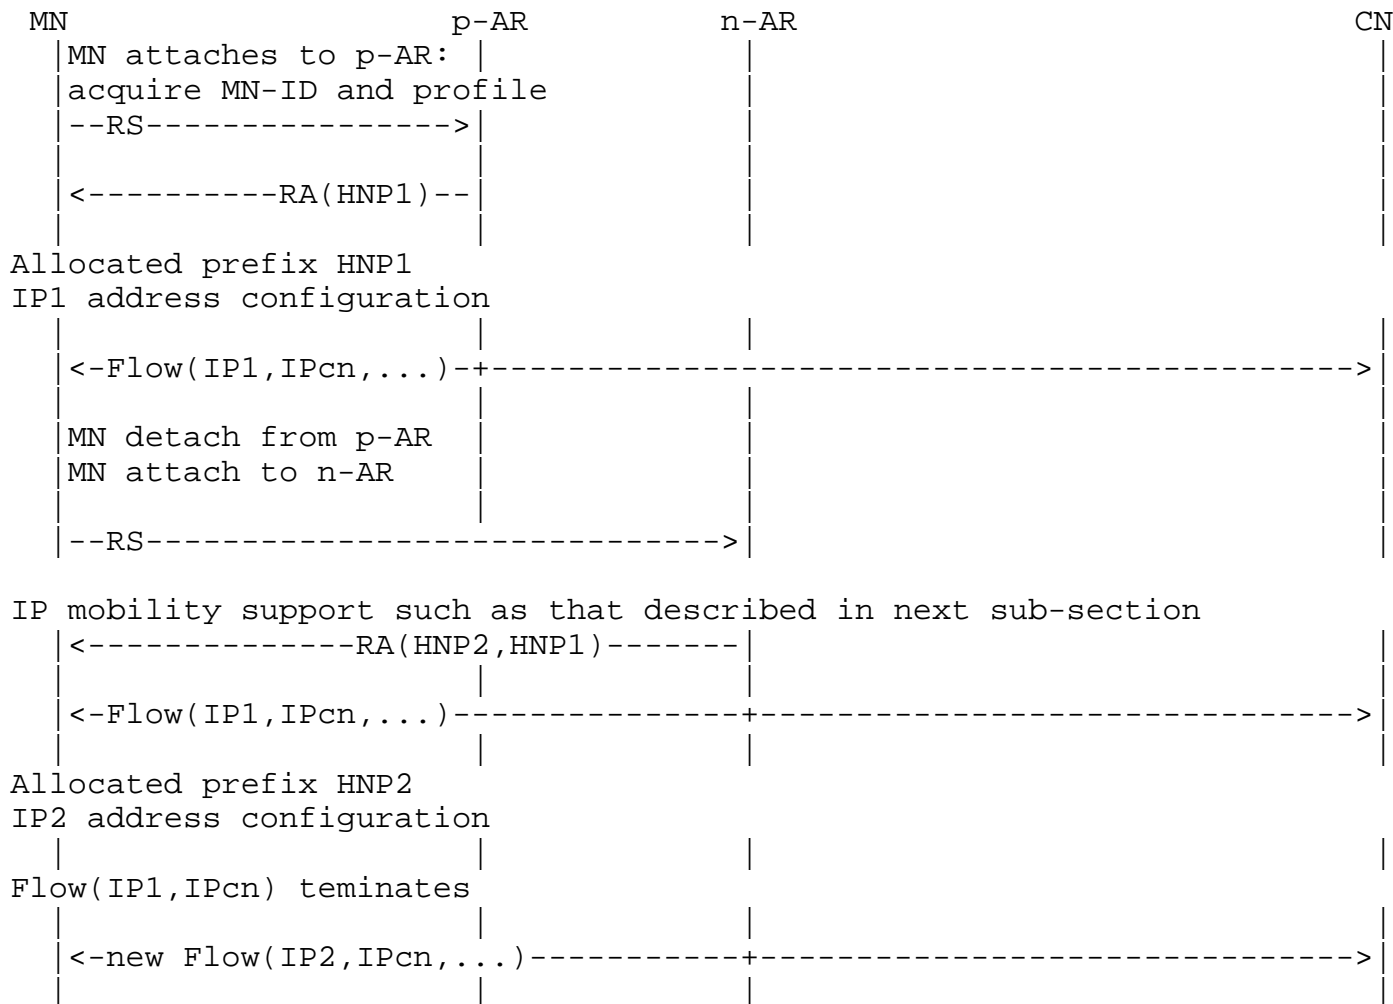 MN                    p-AR          n-AR                             CN
|MN attaches to p-AR: |             |                                |
|acquire MN-ID and profile          |                                |
|--RS---------------->|             |                                |
|                     |             |                                |
|<----------RA(HNP1)--|             |                                |
|                     |             |                                |
Allocated prefix HNP1
IP1 address configuration
|                     |             |                                |
|<-Flow(IP1,IPcn,...)-+--------------------------------------------->|
|                     |             |                                |
|MN detach from p-AR  |             |                                |
|MN attach to n-AR    |             |                                |
|                     |             |                                |
|--RS------------------------------>|                                |
IP mobility support such as that described in next sub-section
|<--------------RA(HNP2,HNP1)-------|                                |
|                     |             |                                |
|<-Flow(IP1,IPcn,...)---------------+------------------------------->|
|                     |             |                                |
Allocated prefix HNP2
IP2 address configuration
|                     |             |                                |
Flow(IP1,IPcn) teminates
|                     |             |                                |
|<-new Flow(IP2,IPcn,...)-----------+------------------------------->|
|                     |             |                                |